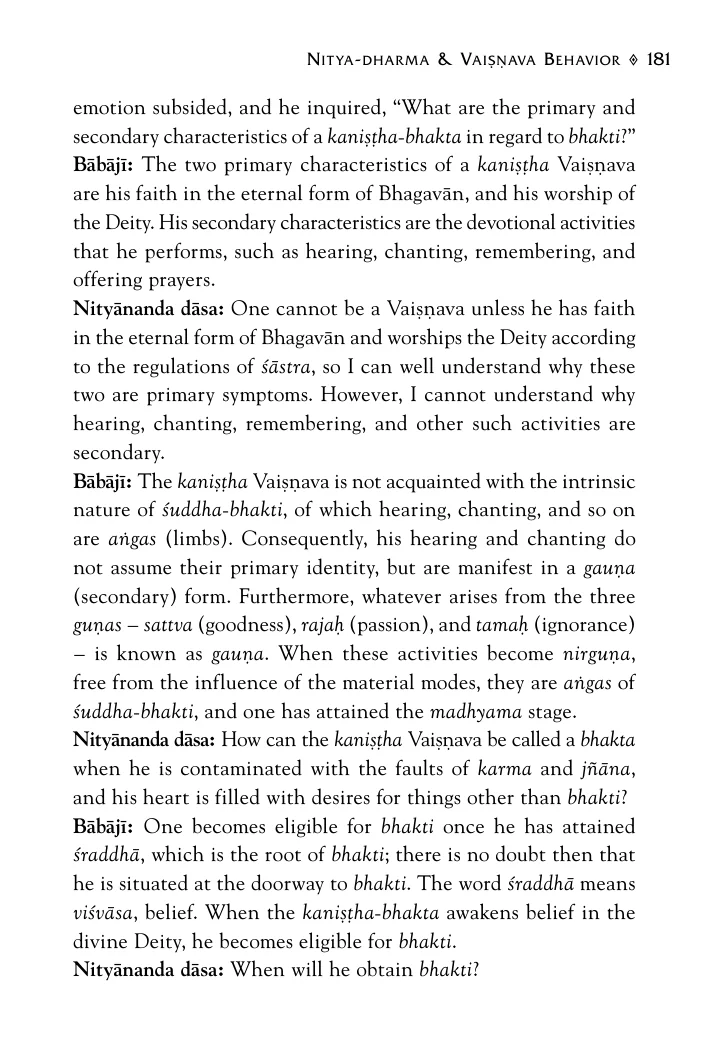 Nitya-dharma & Vaiṣṇava Behavior ◈ 181
emotion subsided, and he inquired, “What are the primary and
secondary characteristics of a kaniṣṭha-bhakta in regard to bhakti?”
Bābājī: The two primary characteristics of a kaniṣṭha Vaiṣṇava
are his faith in the eternal form of Bhagavān, and his worship of
the Deity. His secondary characteristics are the devotional activities
that he performs, such as hearing, chanting, remembering, and
offering prayers.
Nityānanda dāsa: One cannot be a Vaiṣṇava unless he has faith
in the eternal form of Bhagavān and worships the Deity according
to the regulations of śāstra, so I can well understand why these
two are primary symptoms. However, I cannot understand why
hearing, chanting, remembering, and other such activities are
secondary.
Bābājī: The kaniṣṭha Vaiṣṇava is not acquainted with the intrinsic
nature of śuddha-bhakti, of which hearing, chanting, and so on
are aṅgas (limbs). Consequently, his hearing and chanting do
not assume their primary identity, but are manifest in a gauṇa
(secondary) form. Furthermore, whatever arises from the three
guṇas – sattva (goodness), rajaḥ (passion), and tamaḥ (ignorance)
– is known as gauṇa. When these activities become nirguṇa,
free from the influence of the material modes, they are aṅgas of
śuddha-bhakti, and one has attained the madhyama stage.
Nityānanda dāsa: How can the kaniṣṭha Vaiṣṇava be called a bhakta
when he is contaminated with the faults of karma and jñāna,
and his heart is filled with desires for things other than bhakti?
Bābājī: One becomes eligible for bhakti once he has attained
śraddhā, which is the root of bhakti; there is no doubt then that
he is situated at the doorway to bhakti. The word śraddhā means
viśvāsa, belief. When the kaniṣṭha-bhakta awakens belief in the
divine Deity, he becomes eligible for bhakti.
Nityānanda dāsa: When will he obtain bhakti?